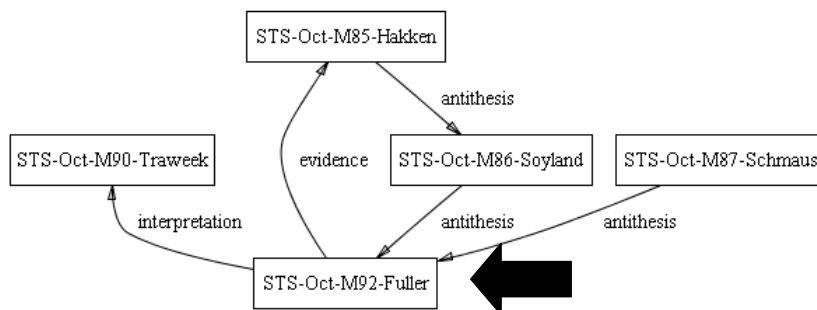 STS-Oct-M85-Hakken
antithesis
STS-Oct-M90-Traweek
evidence
STS-Oct-M86-Soyland
STS-Oct-M87-Schmaus
interpretation
antithesis
antithesis
STS-Oct-M92-Fuller